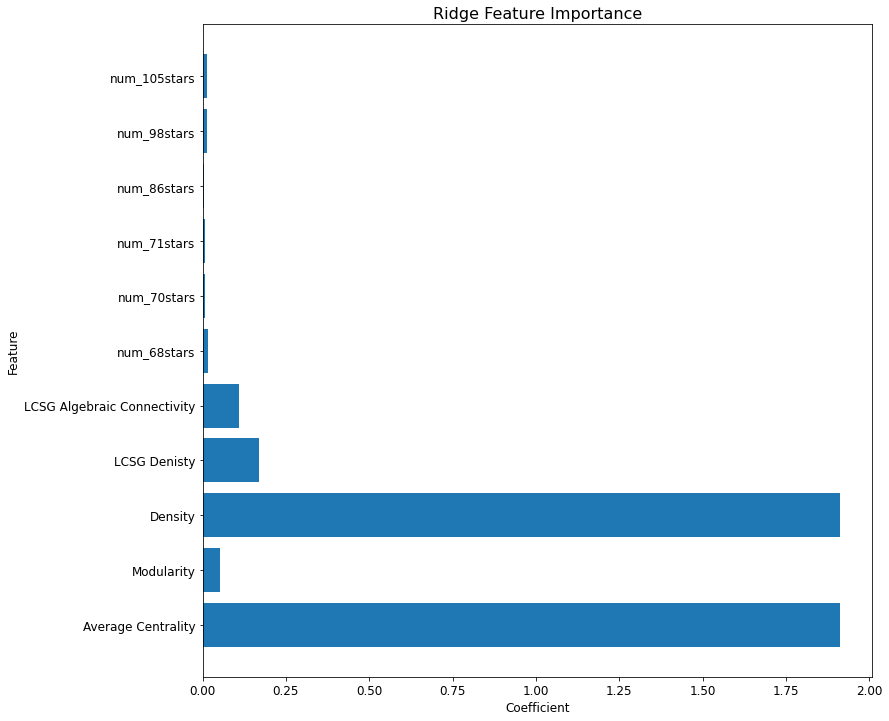 Ridge Feature Importance
num_105stars
num_98stars
num_86stars
num_71stars
num_70stars
num_68stars
LCSG Algebraic Connectivity
LCSG Denisty
Density
Modularity
Average Centrality
Feature
0.00 0.25 0.50 0.75 1.00 1.25 1.50 1.75 2.00
Coefficient